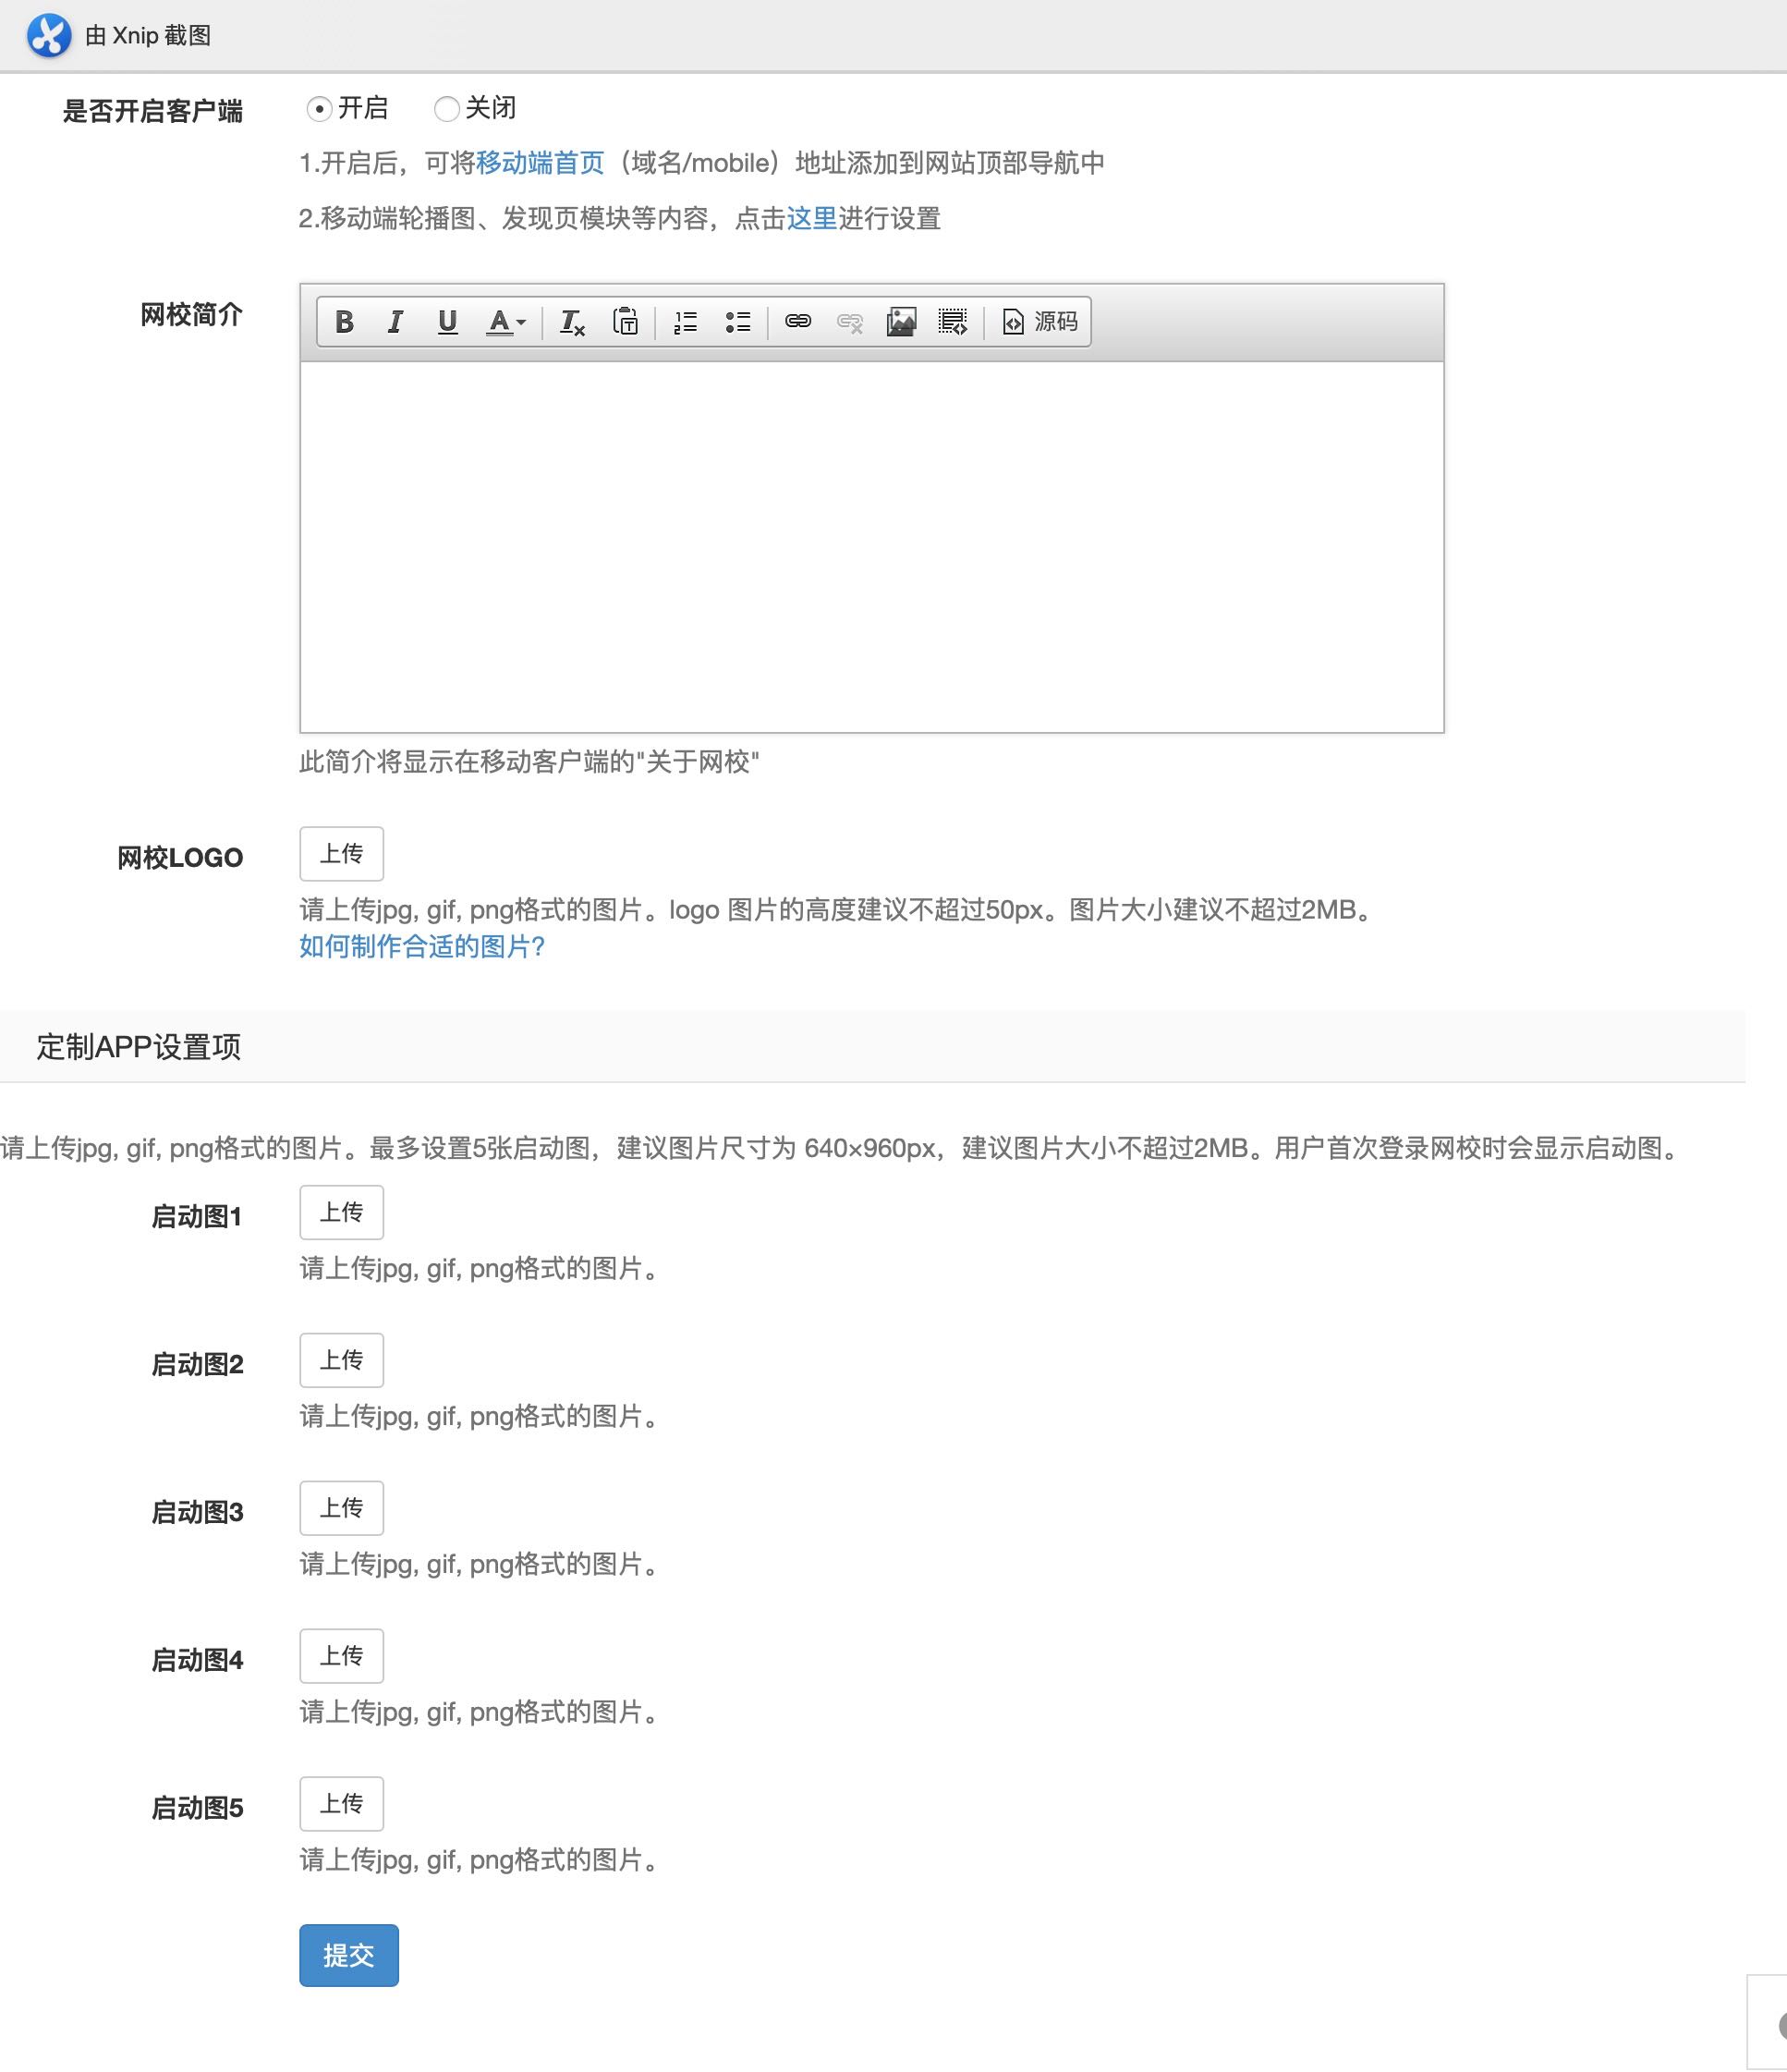 由 Xnip 截图
是否开启客户端 开启 关闭
1.开启后，可将移动端首页（域名/mobile）地址添加到网站顶部导航中
2.移动端轮播图、发现页模块等内容，点击这里进行设置
网校简介
B I U A Tx 源码
此简介将显示在移动客户端的"关于网校"
网校LOGO 上传
请上传jpg, gif, png格式的图片。logo 图片的高度建议不超过50px。图片大小建议不超过2MB。
如何制作合适的图片?
定制APP设置项
请上传jpg, gif, png格式的图片。最多设置5张启动图，建议图片尺寸为 640×960px，建议图片大小不超过2MB。用户首次登录网校时会显示启动图。
启动图1 上传
请上传jpg, gif, png格式的图片。
启动图2 上传
请上传jpg, gif, png格式的图片。
启动图3 上传
请上传jpg, gif, png格式的图片。
启动图4 上传
请上传jpg, gif, png格式的图片。
启动图5 上传
请上传jpg, gif, png格式的图片。
提交